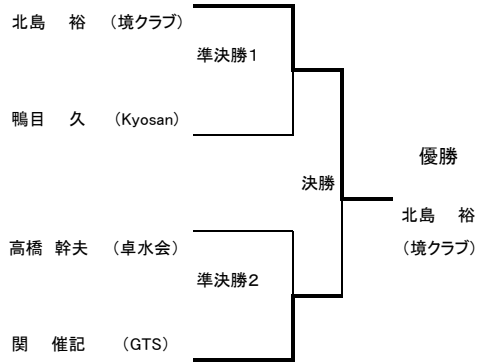 北島　裕　（境クラブ）
準決勝１
鴨目　久　（Kyosan）
優勝
決勝
北島　裕
（境クラブ）
高橋　幹夫　（卓水会）
準決勝２
関　催記　（GTS）